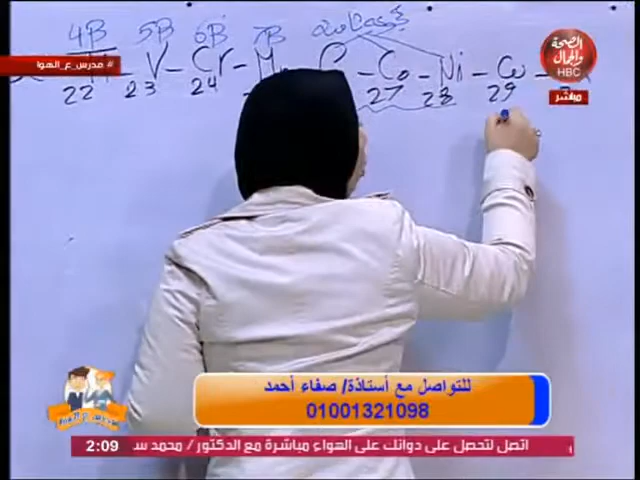 4B 5B 6B 7B
V - Cr - Mn - Co - Ni - Cu -
22 23 24 27 28 29
الصحة
والجمال
HBC
مباشر
#مدرس_ع_الهوا
للتواصل مع أستاذة/ صفاء أحمد
01001321098
مدرس ع الهوا
اتصل لتحصل على دوائك على الهواء مباشرة مع الدكتور/ محمد س
2:09